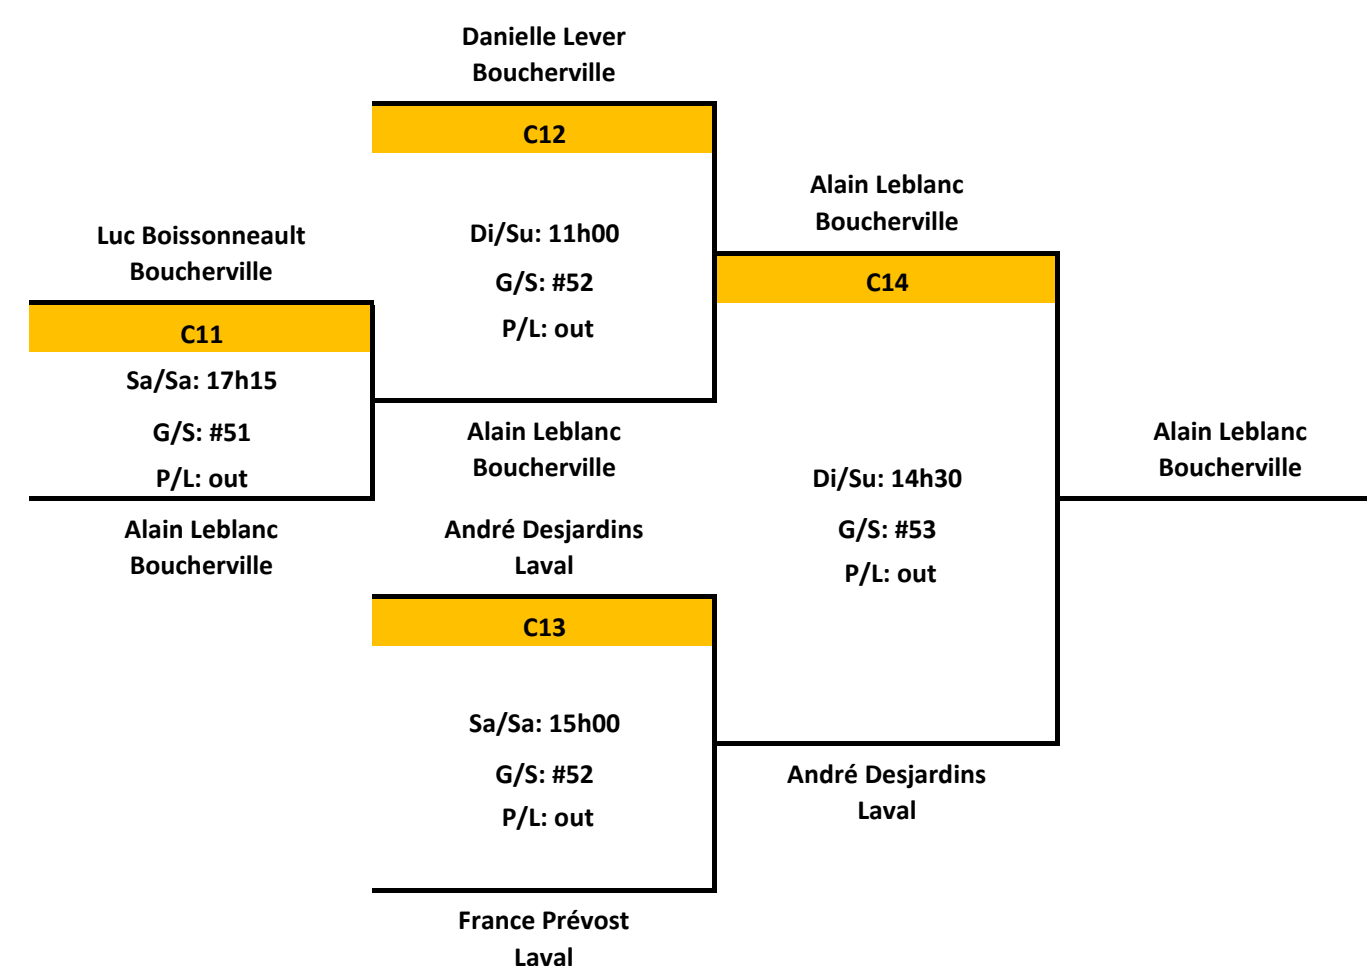 Danielle Lever
Boucherville
C12
Di/Su: 11h00
G/S: #52
P/L: out
Luc Boissonneault
Boucherville
C11
Sa/Sa: 17h15
G/S: #51
P/L: out
Alain Leblanc
Boucherville
Alain Leblanc
Boucherville
Alain Leblanc
Boucherville
C14
Di/Su: 14h30
G/S: #53
P/L: out
Alain Leblanc
Boucherville
André Desjardins
Laval
C13
Sa/Sa: 15h00
G/S: #52
P/L: out
France Prévost
Laval
André Desjardins
Laval